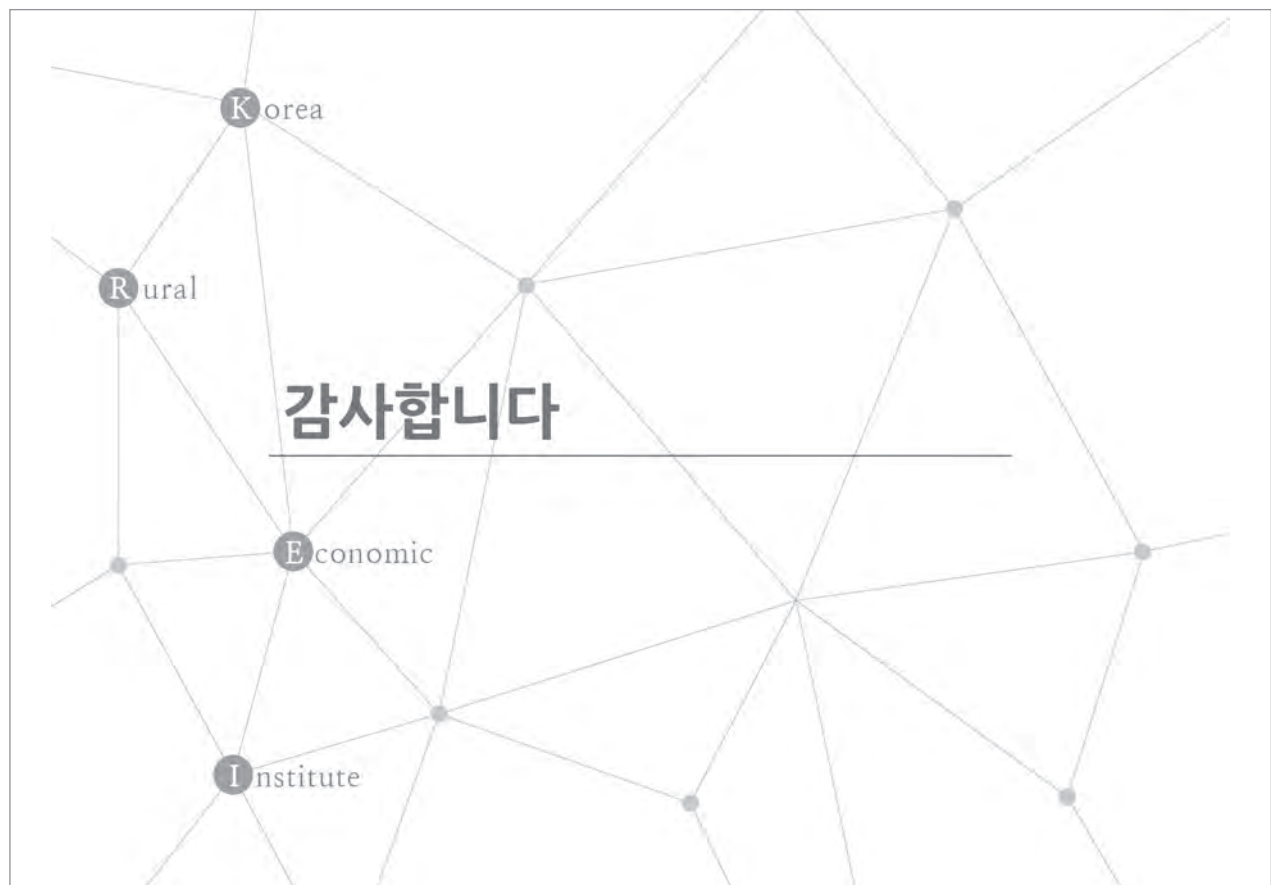 Korea
Rural
감사합니다
Economic
Institute